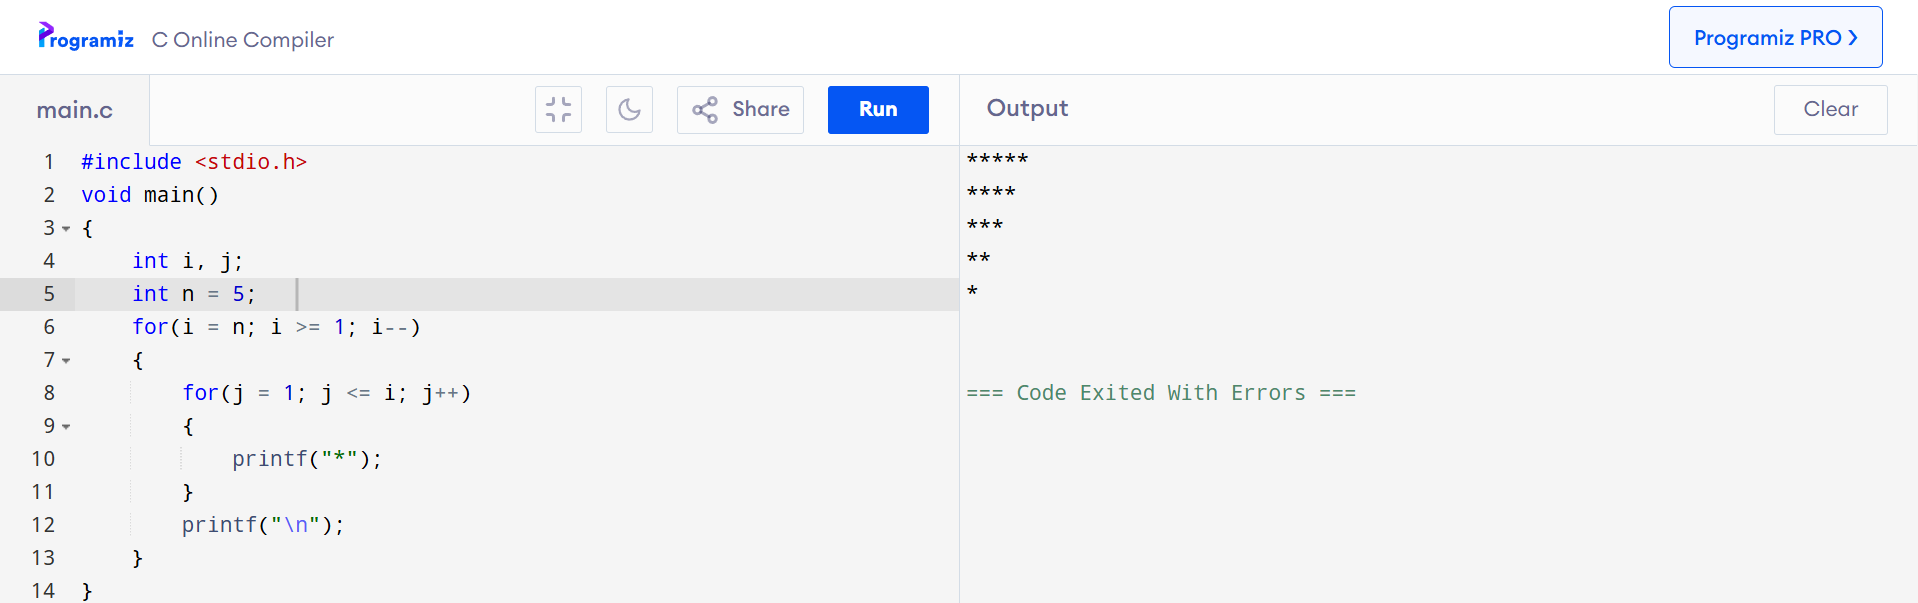 Programiz C Online Compiler
Programiz PRO ❯
main.c
Share
Run
Output
Clear
1 #include <stdio.h>
2 void main()
3 {
4     int i, j;
5     int n = 5;
6     for(i = n; i >= 1; i--)
7     {
8         for(j = 1; j <= i; j++)
9         {
10             printf("*");
11         }
12         printf("\n");
13     }
14 }
*****
****
***
**
*
=== Code Exited With Errors ===